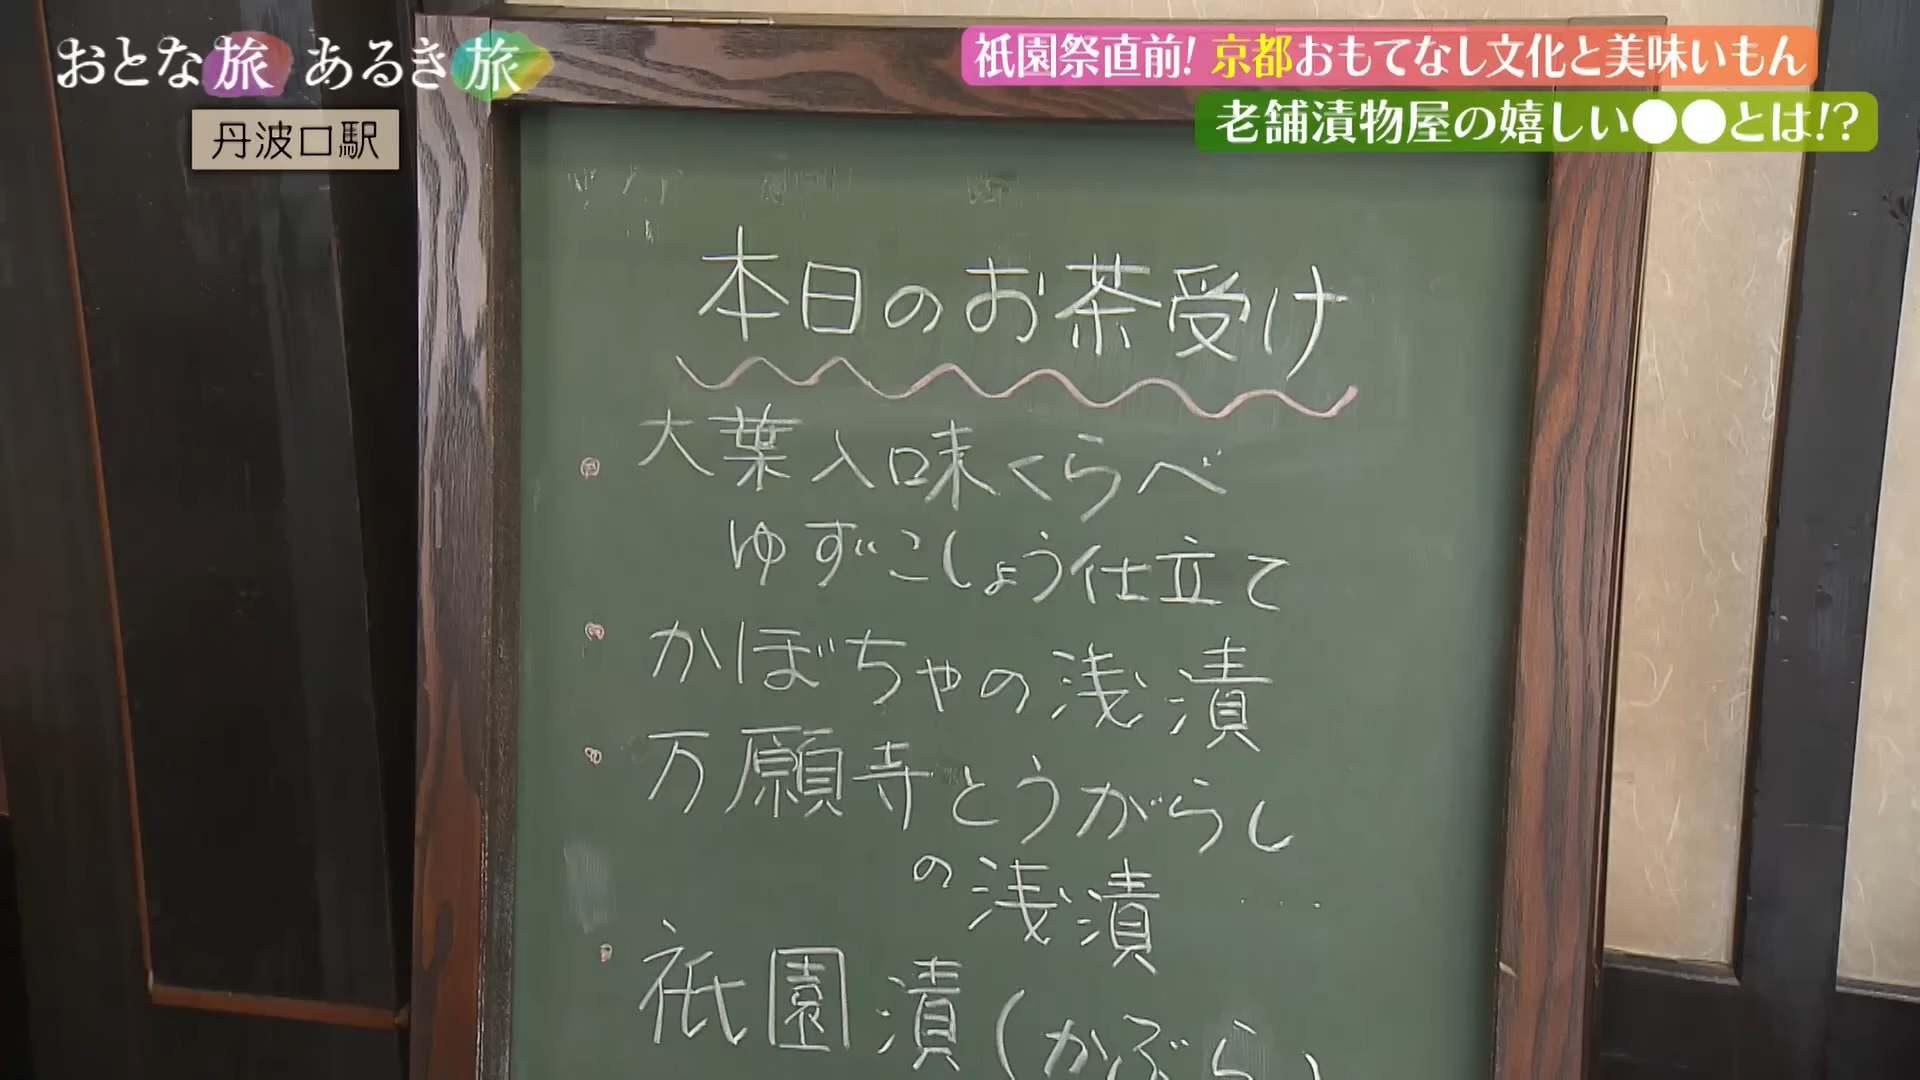 おとな旅 あるき旅
丹波口駅
祇園祭直前！京都おもてなし文化と美味いもん
老舗漬物屋の嬉しい●●とは!?
本日のお茶受け
大葉入味くらべ
ゆずこしょう仕立て
かぼちゃの浅漬
万願寺とうがらし
の浅漬
祇園漬(かぶら)